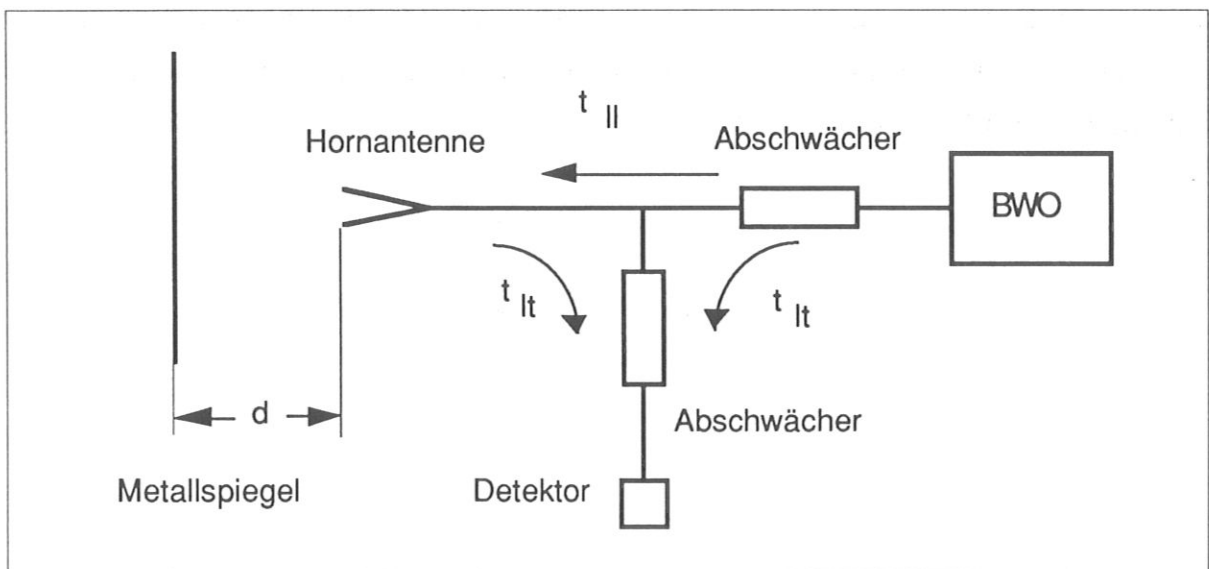 t ll
Hornantenne
Abschwächer
BWO
t lt
t lt
d
Abschwächer
Metallspiegel
Detektor